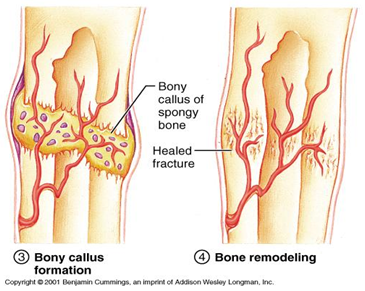 Bony
callus of
spongy
bone
Healed
fracture
③ Bony callus
formation
④ Bone remodeling
Copyright © 2001 Benjamin Cummings, an imprint of Addison Wesley Longman, Inc.